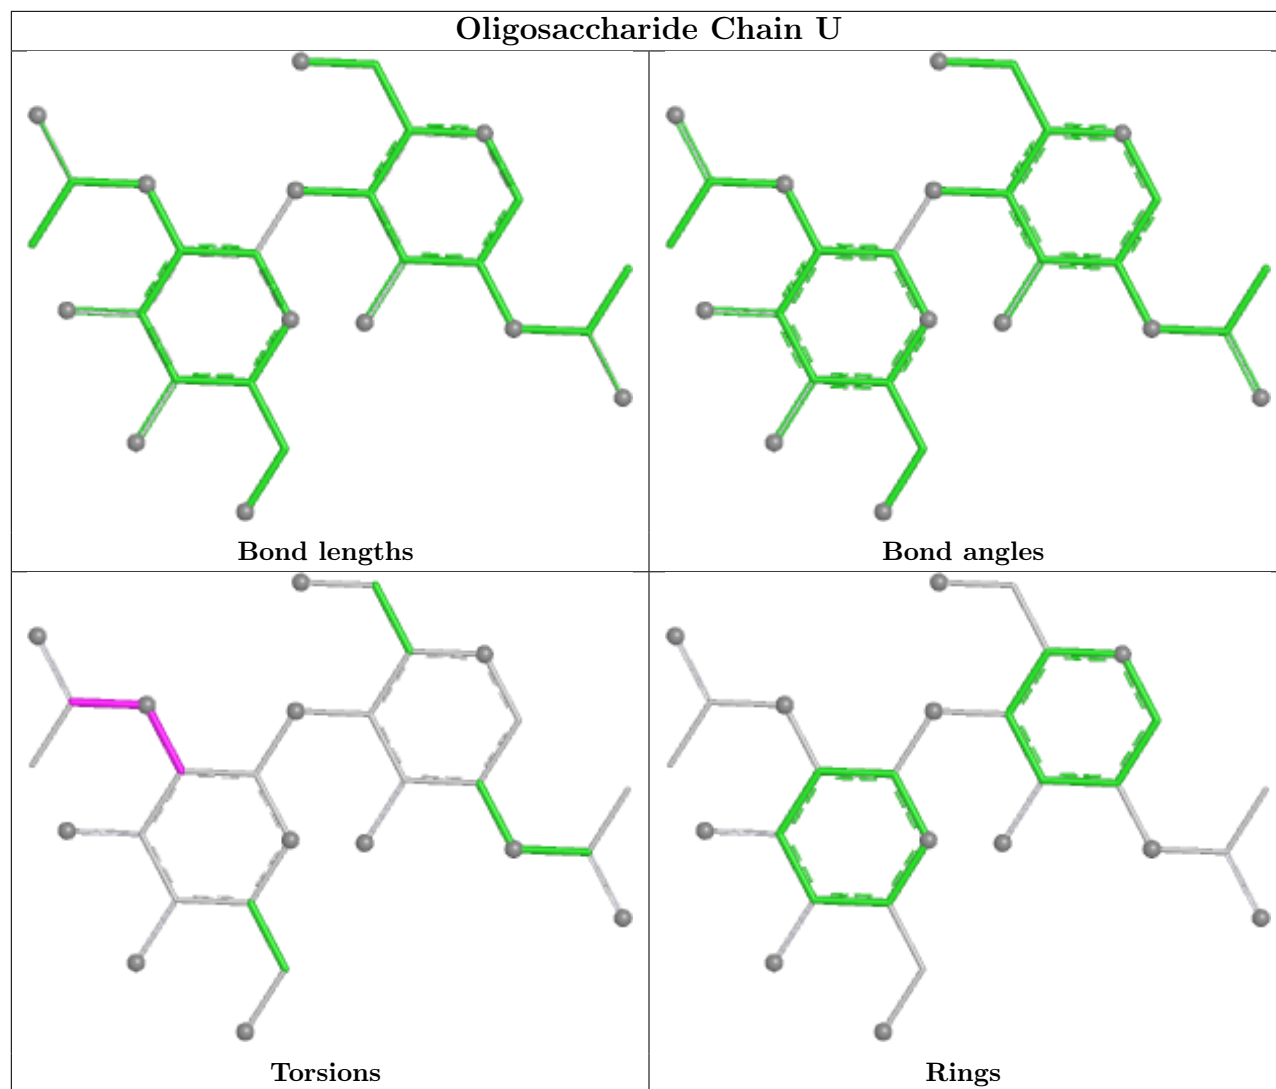 Oligosaccharide Chain U
Bond lengths
Bond angles
Torsions
Rings